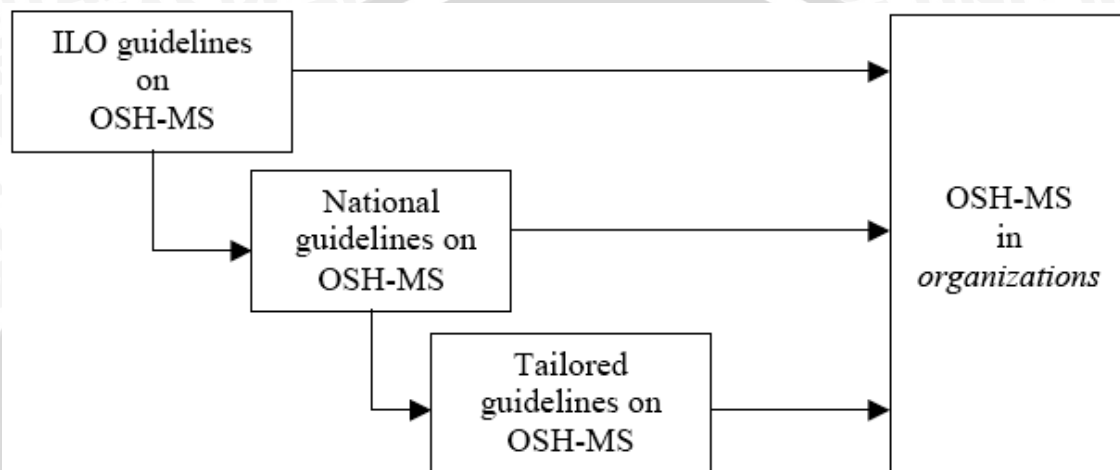 ILO guidelines
on
OSH-MS
National
guidelines on
OSH-MS
Tailored
guidelines on
OSH-MS
OSH-MS
in
organizations